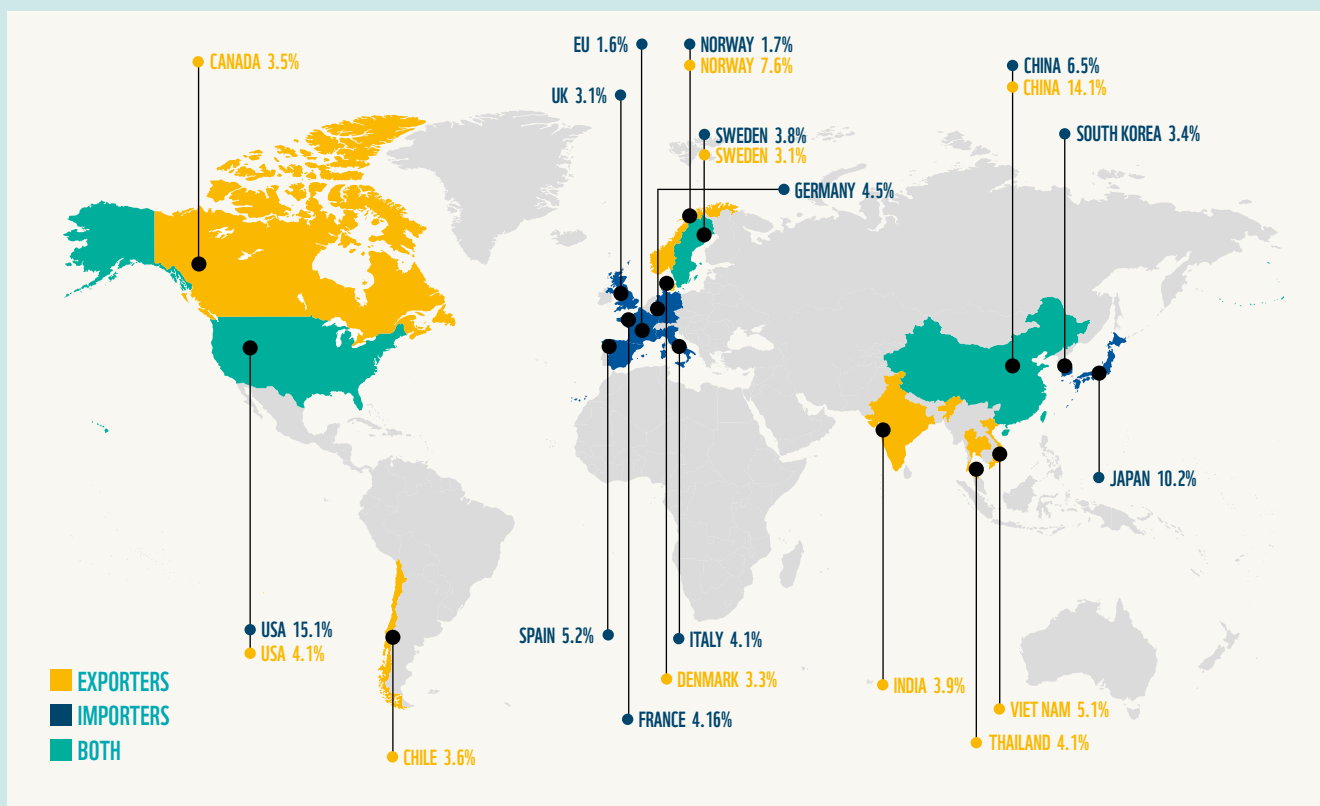 CANADA 3.5%
EU 1.6%
NORWAY 1.7%
NORWAY 7.6%
UK 3.1%
CHINA 6.5%
CHINA 14.1%
SWEDEN 3.8%
SWEDEN 3.1%
SOUTH KOREA 3.4%
GERMANY 4.5%
JAPAN 10.2%
USA 15.1%
USA 4.1%
SPAIN 5.2%
ITALY 4.1%
DENMARK 3.3%
INDIA 3.9%
VIET NAM 5.1%
FRANCE 4.16%
THAILAND 4.1%
CHILE 3.6%
EXPORTERS
IMPORTERS
BOTH